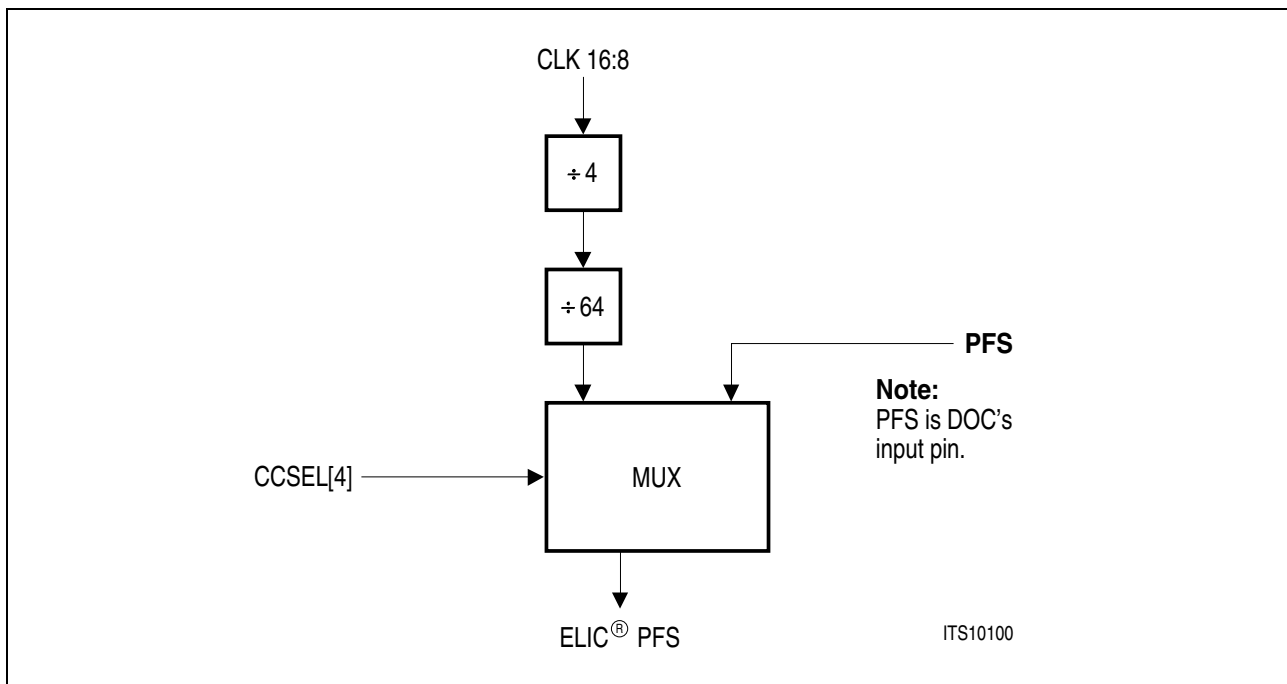 CLK 16:8
÷ 4
÷ 64
PFS
Note:
PFS is DOC's
input pin.
CCSEL[4]
MUX
ELIC® PFS
ITS10100